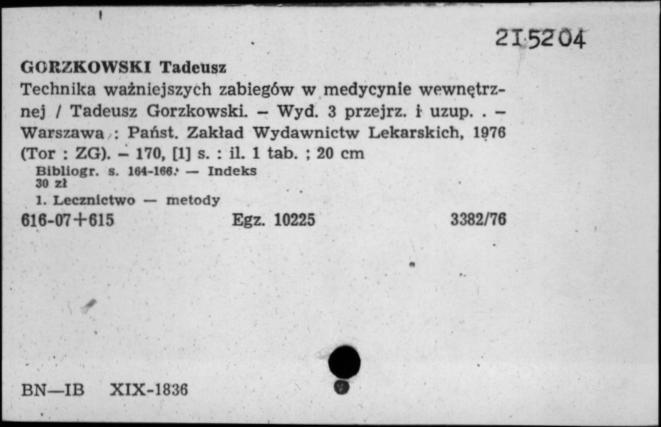 215204
GORZKOWSKI Tadeusz
Technika ważniejszych zabiegów w medycynie wewnętrz-
nej / Tadeusz Gorzkowski. — Wyd. 3 przejrz. i uzup. . —
Warszawa : Państ. Zakład Wydawnictw Lekarskich, 1976
(Tor : ZG). — 170, [1] s. : il. 1 tab. ; 20 cm
Bibliogr. s. 164-166. — Indeks
30 zł
1. Lecznictwo — metody
616-07+615 Egz. 10225 3382/76
BN—IB XIX-1836